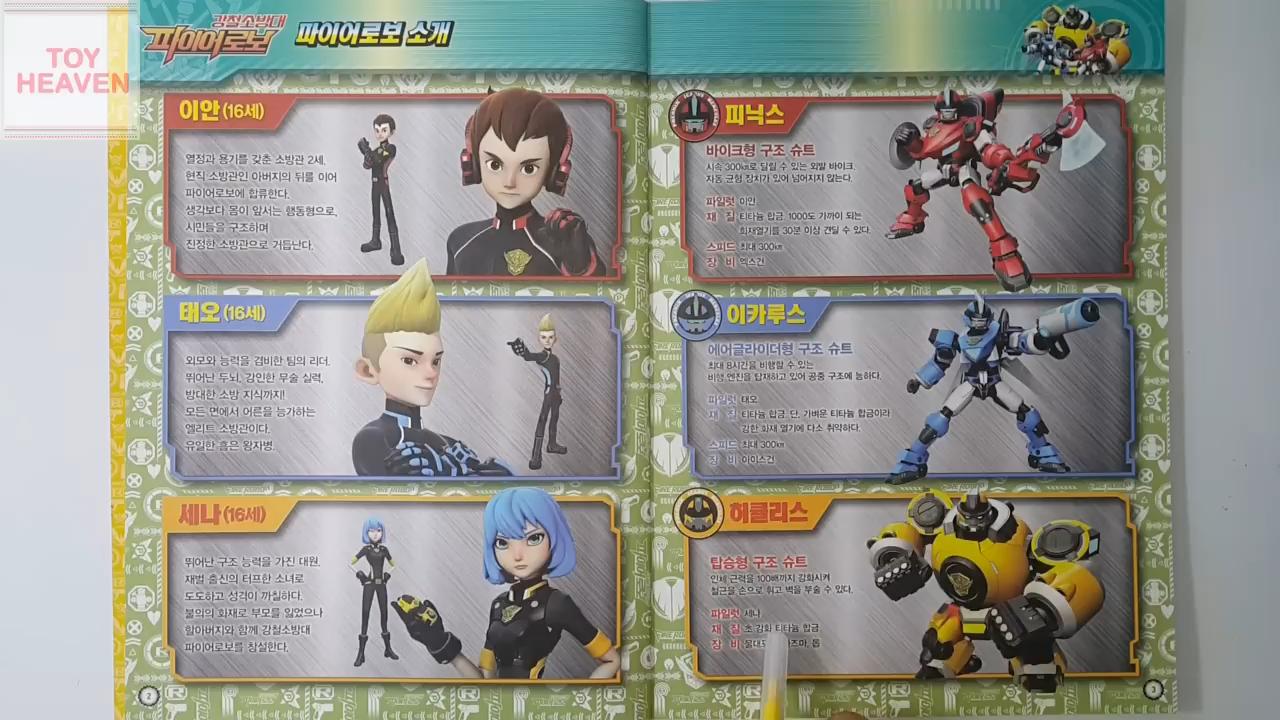 TOY
HEAVEN
강철소방대
파이어로보
파이어로보 소개
이안 (16세)
열정과 용기를 갖춘 소방관 2세.
현직 소방관인 아버지의 뒤를 이어
파이어로보에 합류한다.
생각보다 몸이 앞서는 행동형으로,
시민들을 구조하며
진정한 소방관으로 거듭난다.
태오 (16세)
외모와 능력을 겸비한 팀의 리더.
뛰어난 두뇌, 강인한 무술 실력,
방대한 소방 지식까지!
모든 면에서 어른을 능가하는
엘리트 소방관이다.
유일한 흠은 왕자병.
세나 (16세)
뛰어난 구조 능력을 가진 대원.
재벌 출신의 터프한 소녀로
도도하고 성격이 까칠하다.
불의의 화재로 부모를 잃었으나
할아버지와 함께 강철소방대
파이어로보를 창설한다.
2
피닉스
바이크형 구조 슈트
시속 300km로 달릴 수 있는 외발 바이크.
자동 균형 장치가 있어 넘어지지 않는다.
파일럿 이안
재 질 티타늄 합금. 1000도 가까이 되는
화재열기를 30분 이상 견딜 수 있다.
스피드 최대 300km
장 비 엑스건
이카루스
에어글라이더형 구조 슈트
최대 8시간을 비행할 수 있는
비행 엔진을 탑재하고 있어 공중 구조에 능하다.
파일럿 태오
재 질 티타늄 합금. 단, 가벼운 티타늄 합금이라
강한 화재 열기에 다소 취약하다.
스피드 최대 300km
장 비 아이스건
허큘리스
탑승형 구조 슈트
인체 근력을 100배까지 강화시켜
철근을 손으로 휘고 벽을 부술 수 있다.
파일럿 세나
재 질 초 강화 티타늄 합금
장 비
3